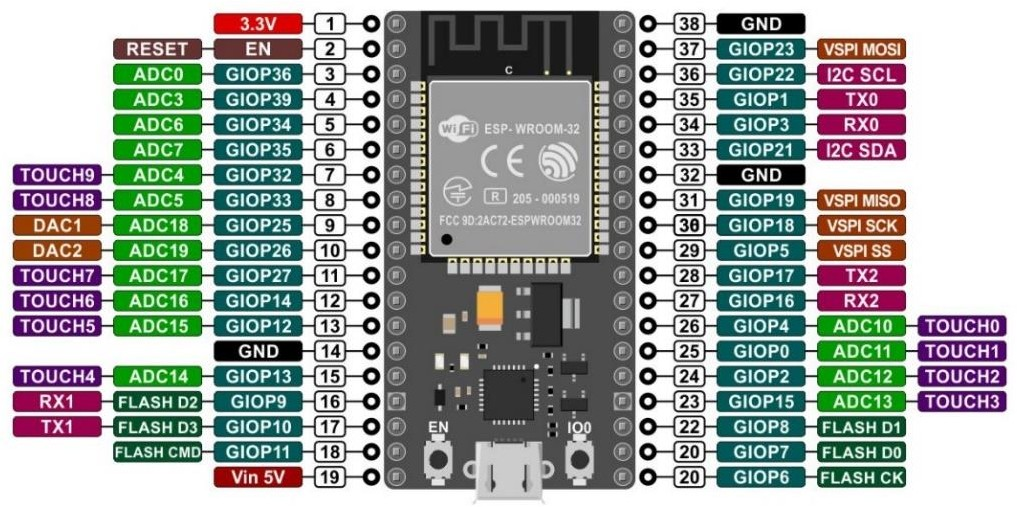 3.3V 1 38 GND
RESET EN 2 37 GIOP23 VSPI MOSI
ADC0 GIOP36 3 36 GIOP22 I2C SCL
ADC3 GIOP39 4 35 GIOP1 TX0
ADC6 GIOP34 5 34 GIOP3 RX0
ADC7 GIOP35 6 33 GIOP21 I2C SDA
TOUCH9 ADC4 GIOP32 7 32 GND
TOUCH8 ADC5 GIOP33 8 31 GIOP19 VSPI MISO
DAC1 ADC18 GIOP25 9 30 GIOP18 VSPI SCK
DAC2 ADC19 GIOP26 10 29 GIOP5 VSPI SS
TOUCH7 ADC17 GIOP27 11 28 GIOP17 TX2
TOUCH6 ADC16 GIOP14 12 27 GIOP16 RX2
TOUCH5 ADC15 GIOP12 13 26 GIOP4 ADC10 TOUCH0
GND 14 25 GIOP0 ADC11 TOUCH1
TOUCH4 ADC14 GIOP13 15 24 GIOP2 ADC12 TOUCH2
RX1 FLASH D2 GIOP9 16 23 GIOP15 ADC13 TOUCH3
TX1 FLASH D3 GIOP10 17 22 GIOP8 FLASH D1
FLASH CMD GIOP11 18 20 GIOP7 FLASH D0
Vin 5V 19 20 GIOP6 FLASH CK
C
WiFi ESP- WROOM-32
CE
R 205 - 000519
FCC 9D:2AC72-ESPWROOM32
EN IO0